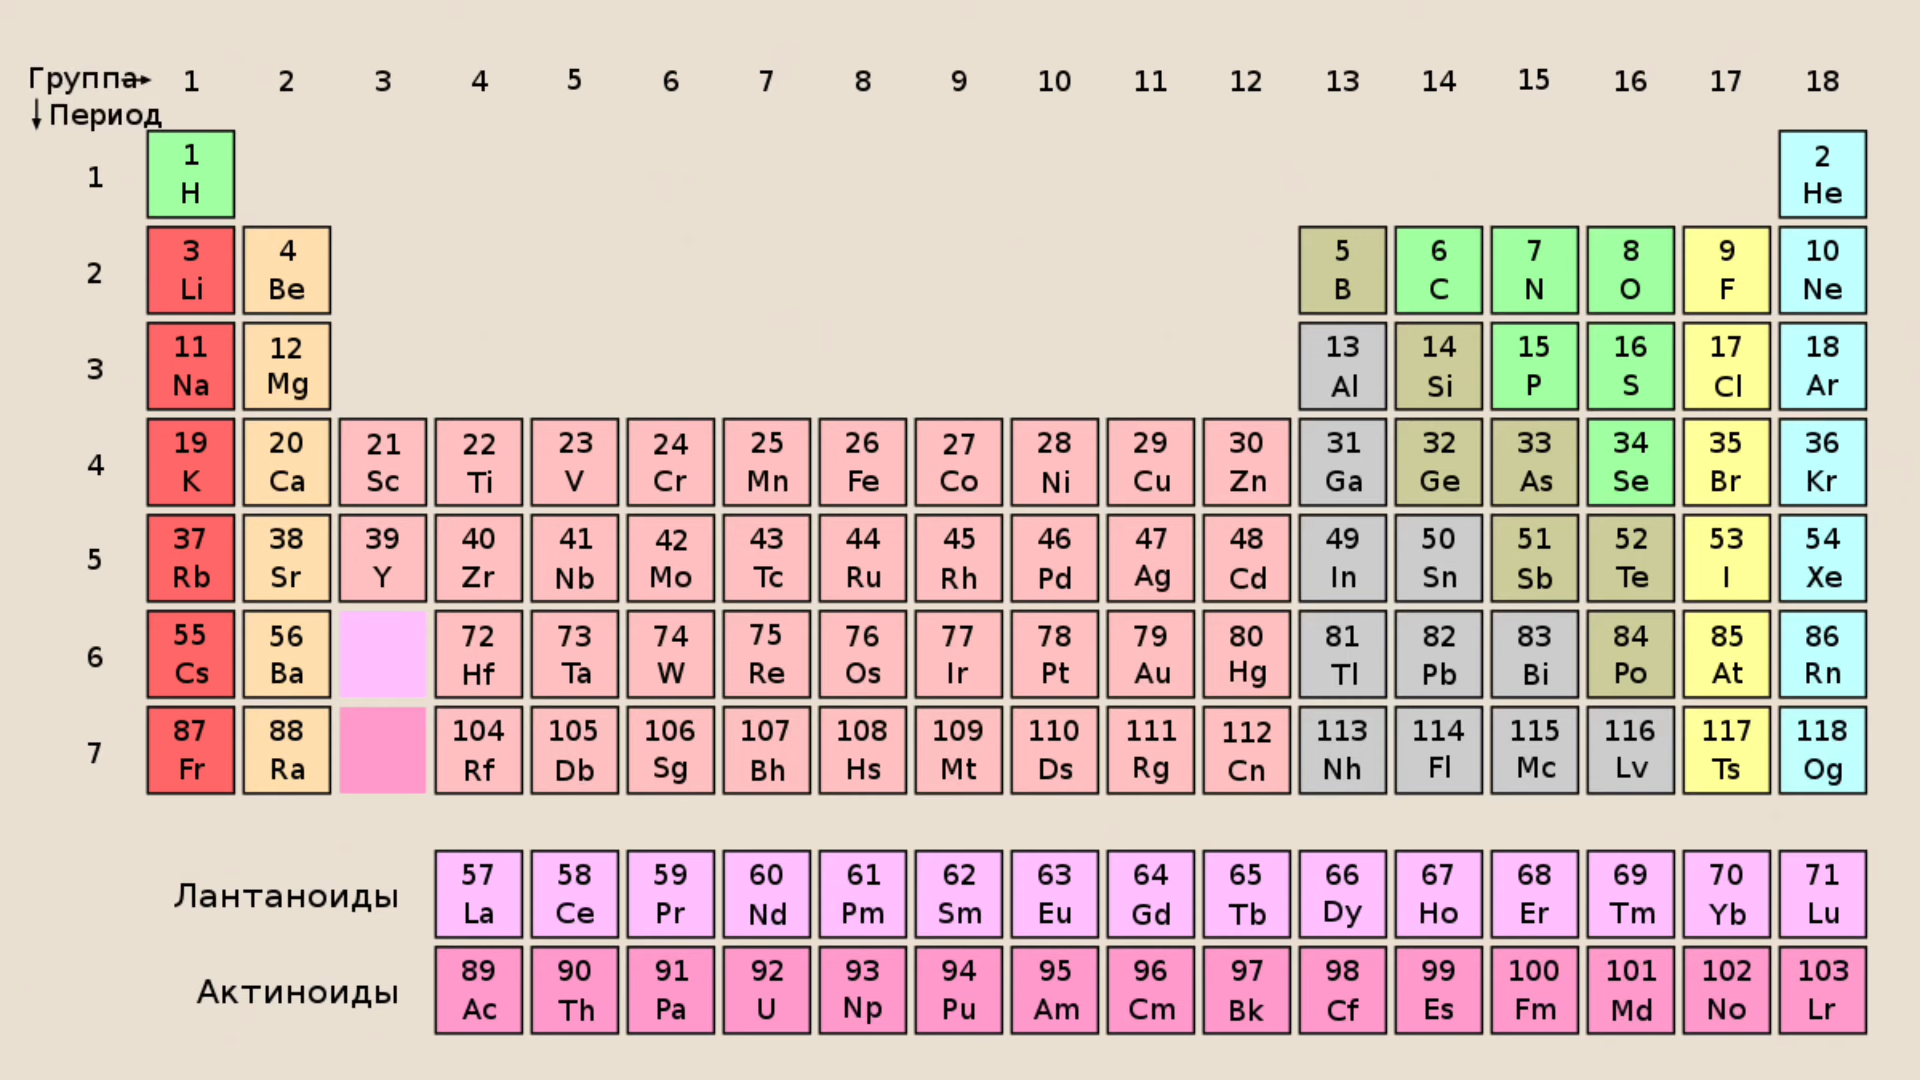 Группа→ 1 2 3 4 5 6 7 8 9 10 11 12 13 14 15 16 17 18
↓Период
1 2
1 H He
3 4 5 6 7 8 9 10
2 Li Be B C N O F Ne
11 12 13 14 15 16 17 18
3 Na Mg Al Si P S Cl Ar
19 20 21 22 23 24 25 26 27 28 29 30 31 32 33 34 35 36
4 K Ca Sc Ti V Cr Mn Fe Co Ni Cu Zn Ga Ge As Se Br Kr
37 38 39 40 41 42 43 44 45 46 47 48 49 50 51 52 53 54
5 Rb Sr Y Zr Nb Mo Tc Ru Rh Pd Ag Cd In Sn Sb Te I Xe
55 56 72 73 74 75 76 77 78 79 80 81 82 83 84 85 86
6 Cs Ba Hf Ta W Re Os Ir Pt Au Hg Tl Pb Bi Po At Rn
87 88 104 105 106 107 108 109 110 111 112 113 114 115 116 117 118
7 Fr Ra Rf Db Sg Bh Hs Mt Ds Rg Cn Nh Fl Mc Lv Ts Og
57 58 59 60 61 62 63 64 65 66 67 68 69 70 71
Лантаноиды La Ce Pr Nd Pm Sm Eu Gd Tb Dy Ho Er Tm Yb Lu
89 90 91 92 93 94 95 96 97 98 99 100 101 102 103
Актиноиды Ac Th Pa U Np Pu Am Cm Bk Cf Es Fm Md No Lr